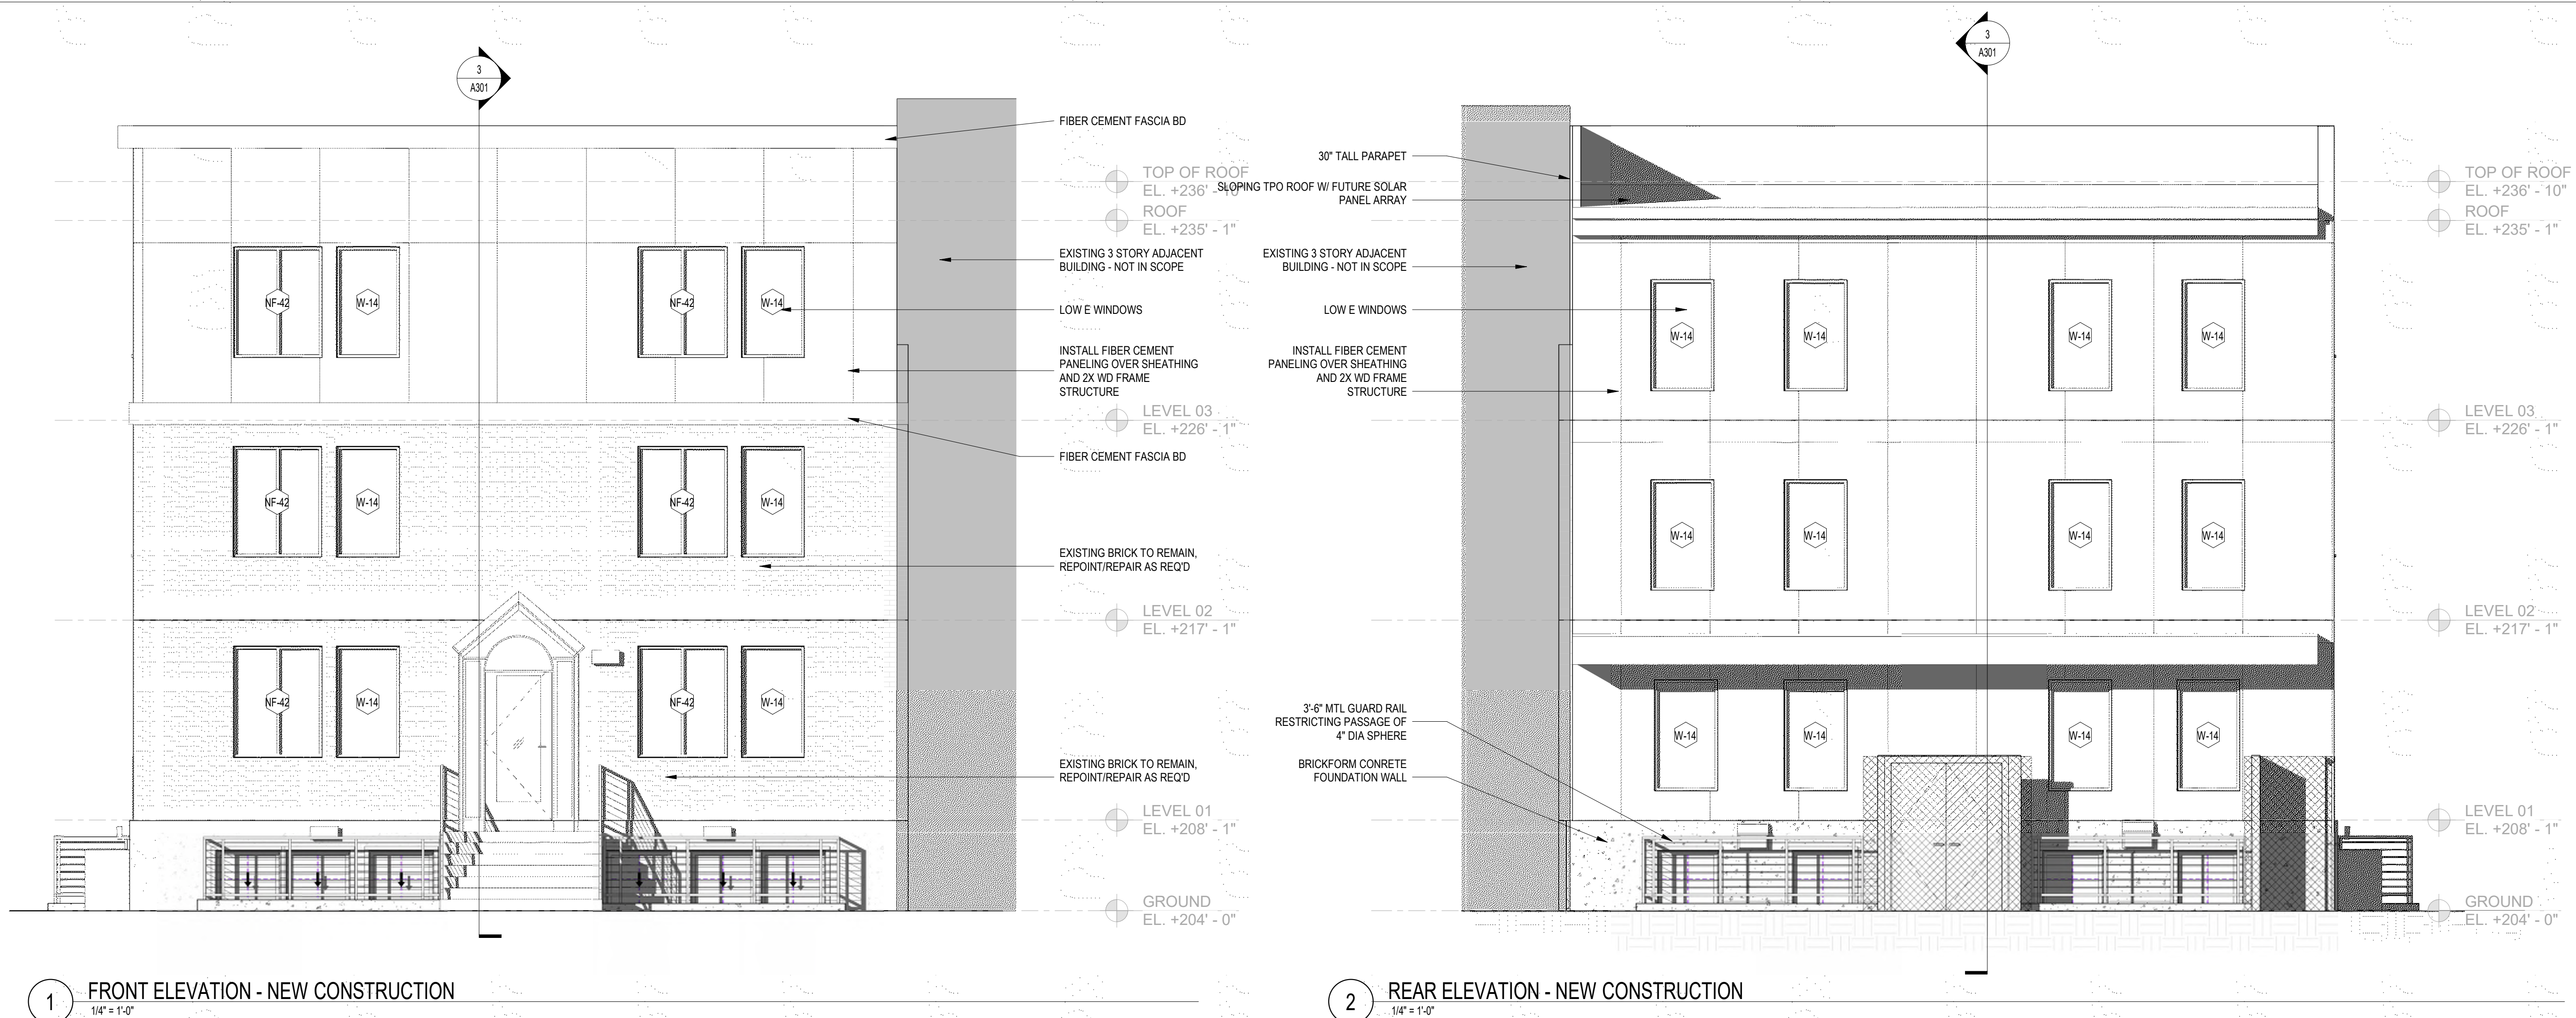 3
A301
FIBER CEMENT FASCIA BD
TOP OF ROOF
EL. +236' - 10"
ROOF
EL. +235' - 1"
EXISTING 3 STORY ADJACENT
BUILDING - NOT IN SCOPE
NF-42
W-14
NF-42
W-14
LOW E WINDOWS
INSTALL FIBER CEMENT
PANELING OVER SHEATHING
AND 2X WD FRAME
STRUCTURE
LEVEL 03
EL. +226' - 1"
FIBER CEMENT FASCIA BD
NF-42
W-14
NF-42
W-14
EXISTING BRICK TO REMAIN,
REPOINT/REPAIR AS REQ'D
LEVEL 02
EL. +217' - 1"
NF-42
W-14
NF-42
W-14
EXISTING BRICK TO REMAIN,
REPOINT/REPAIR AS REQ'D
LEVEL 01
EL. +208' - 1"
GROUND
EL. +204' - 0"
1
FRONT ELEVATION - NEW CONSTRUCTION
1/4" = 1'-0"
3
A301
30" TALL PARAPET
SLOPING TPO ROOF W/ FUTURE SOLAR
PANEL ARRAY
TOP OF ROOF
EL. +236' - 10"
ROOF
EL. +235' - 1"
EXISTING 3 STORY ADJACENT
BUILDING - NOT IN SCOPE
LOW E WINDOWS
W-14
W-14
W-14
W-14
INSTALL FIBER CEMENT
PANELING OVER SHEATHING
AND 2X WD FRAME
STRUCTURE
LEVEL 03
EL. +226' - 1"
W-14
W-14
W-14
W-14
LEVEL 02
EL. +217' - 1"
3'-6" MTL GUARD RAIL
RESTRICTING PASSAGE OF
4" DIA SPHERE
W-14
W-14
W-14
W-14
BRICKFORM CONRETE
FOUNDATION WALL
LEVEL 01
EL. +208' - 1"
GROUND
EL. +204' - 0"
2
REAR ELEVATION - NEW CONSTRUCTION
1/4" = 1'-0"